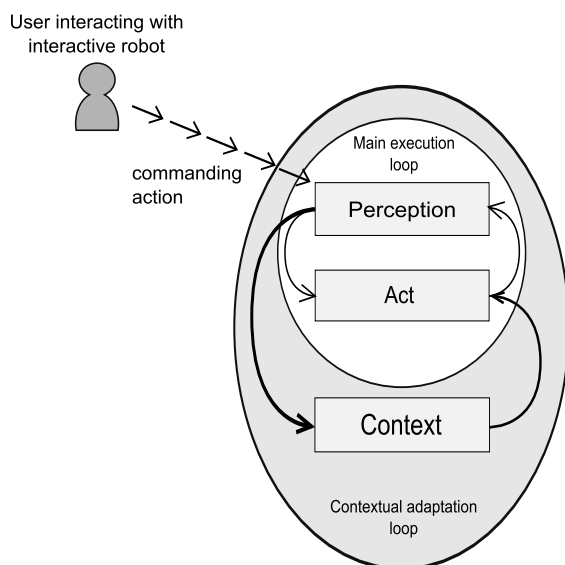 User interacting with
interactive robot
commanding
action
Main execution
loop
Perception
Act
Context
Contextual adaptation
loop